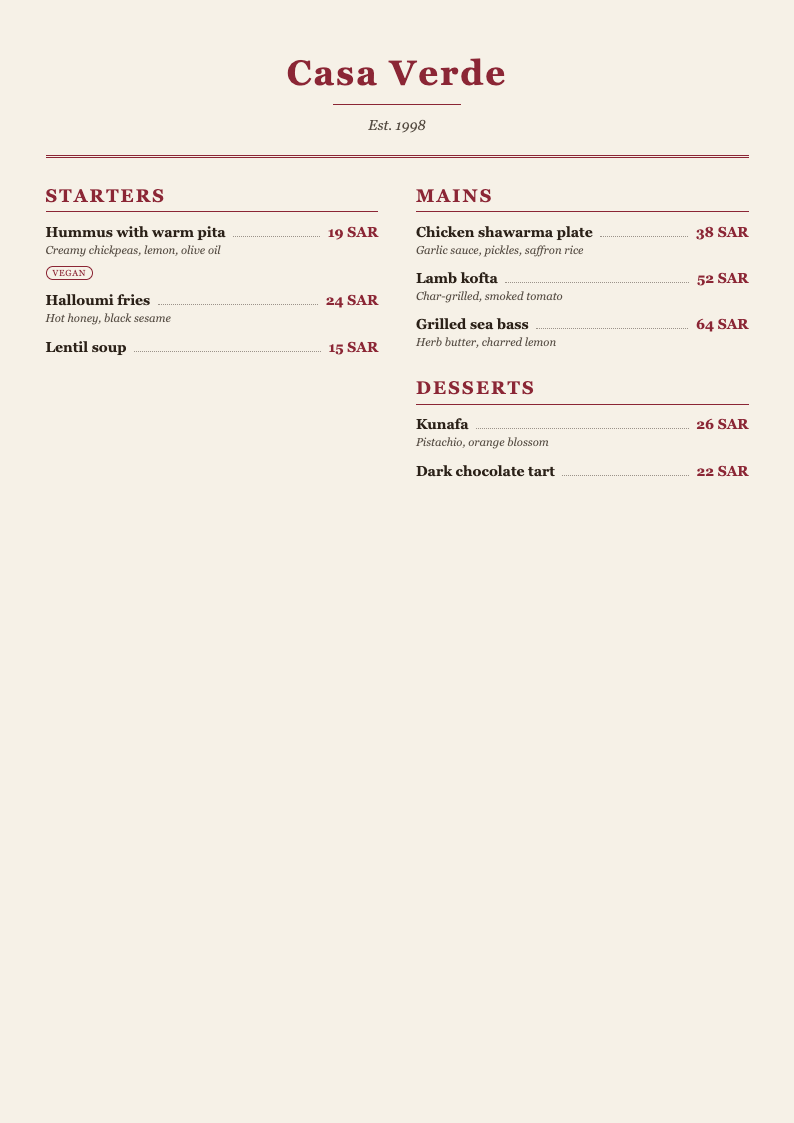 Casa Verde
Est. 1998
STARTERS
Hummus with warm pita 19 SAR
Creamy chickpeas, lemon, olive oil
VEGAN
Halloumi fries 24 SAR
Hot honey, black sesame
Lentil soup 15 SAR
MAINS
Chicken shawarma plate 38 SAR
Garlic sauce, pickles, saffron rice
Lamb kofta 52 SAR
Char-grilled, smoked tomato
Grilled sea bass 64 SAR
Herb butter, charred lemon
DESSERTS
Kunafa 26 SAR
Pistachio, orange blossom
Dark chocolate tart 22 SAR